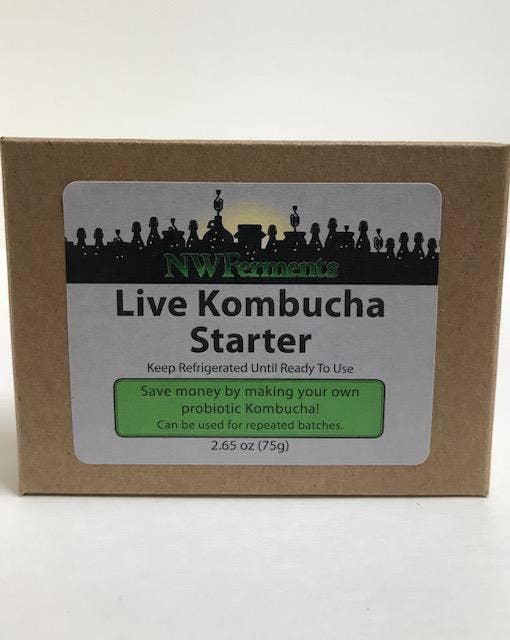 NWFerments
Live Kombucha
Starter
Keep Refrigerated Until Ready To Use
Save money by making your own
probiotic Kombucha!
Can be used for repeated batches.
2.65 oz (75g)